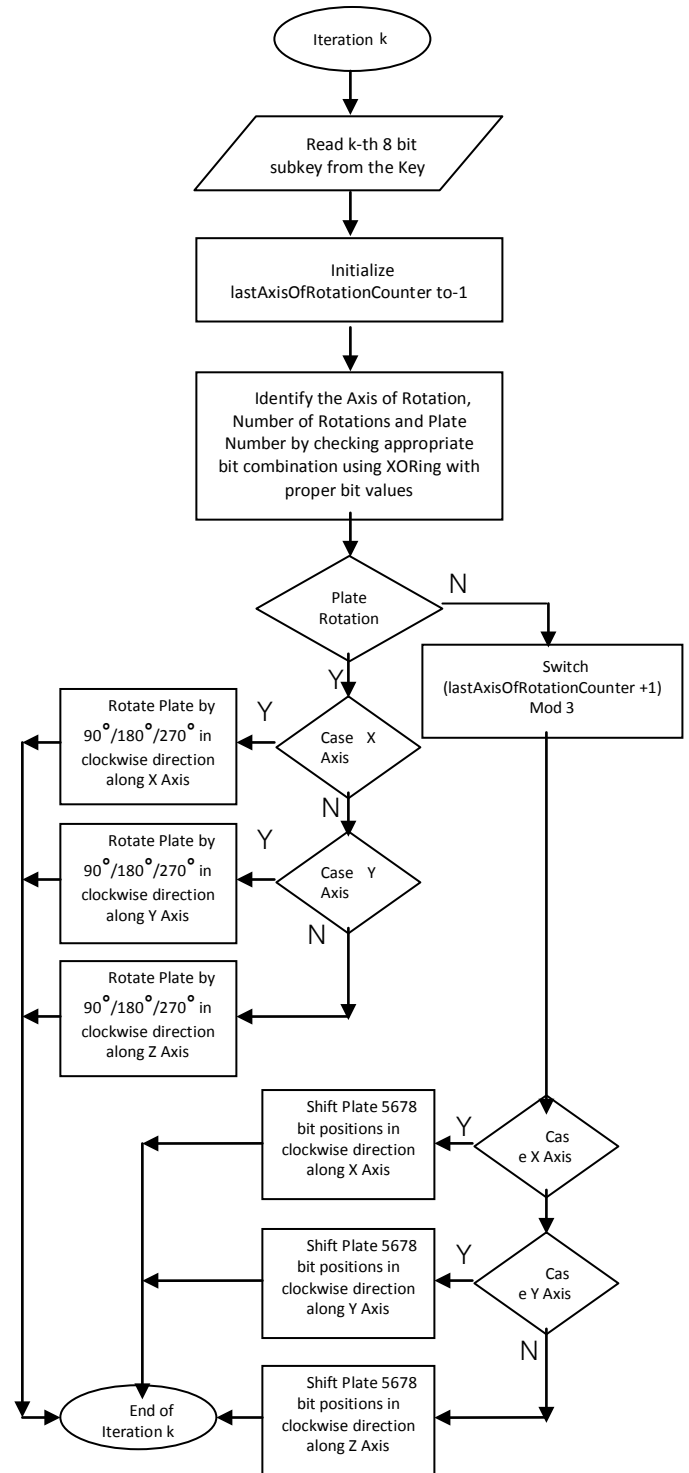 Iteration k
Read k-th 8 bit
subkey from the Key
Initialize
lastAxisOfRotationCounter to-1
Identify the Axis of Rotation,
Number of Rotations and Plate
Number by checking appropriate
bit combination using XORing with
proper bit values
Plate
Rotation
N
Y
Switch
(lastAxisOfRotationCounter +1)
Mod 3
Case X
Axis
Y
Rotate Plate by
90°/180°/270° in
clockwise direction
along X Axis
N
Case Y
Axis
Y
Rotate Plate by
90°/180°/270° in
clockwise direction
along Y Axis
N
Rotate Plate by
90°/180°/270° in
clockwise direction
along Z Axis
Cas
e X Axis
Y
Shift Plate 5678
bit positions in
clockwise direction
along X Axis
Cas
e Y Axis
Y
Shift Plate 5678
bit positions in
clockwise direction
along Y Axis
N
Shift Plate 5678
bit positions in
clockwise direction
along Z Axis
End of
Iteration k